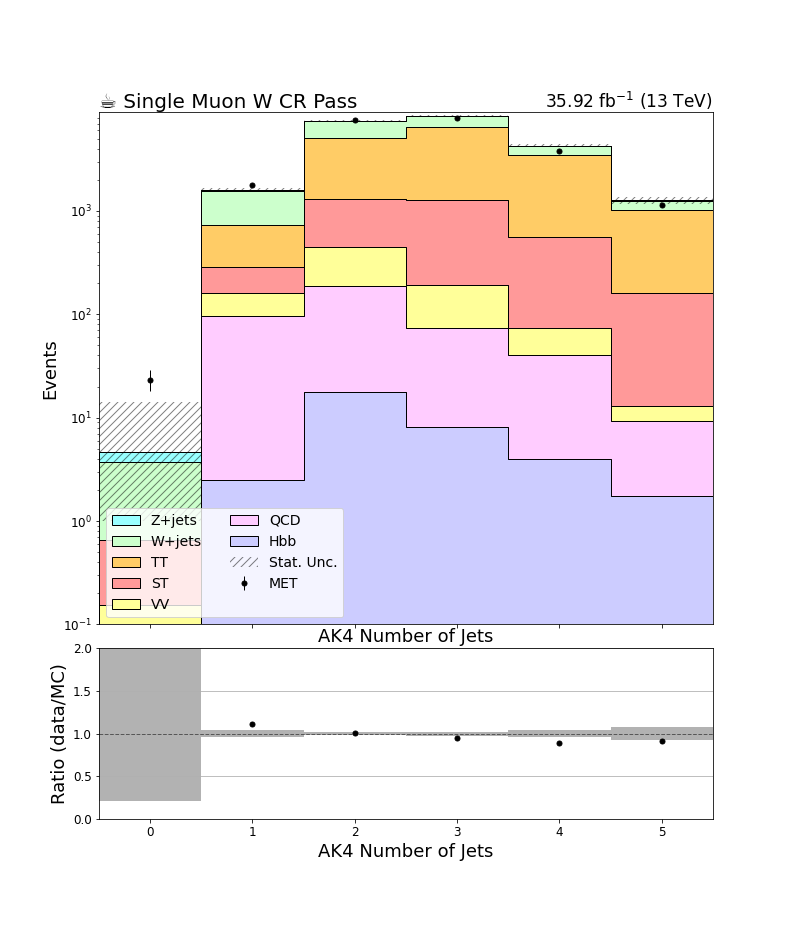 ☕ Single Muon W CR Pass 35.92 fb⁻¹ (13 TeV)
Events
10³
10²
10¹
10⁰
10⁻¹
Z+jets
W+jets
TT
ST
VV
QCD
Hbb
Stat. Unc.
MET
AK4 Number of Jets
Ratio (data/MC)
2.0
1.5
1.0
0.5
0.0
0 1 2 3 4 5
AK4 Number of Jets